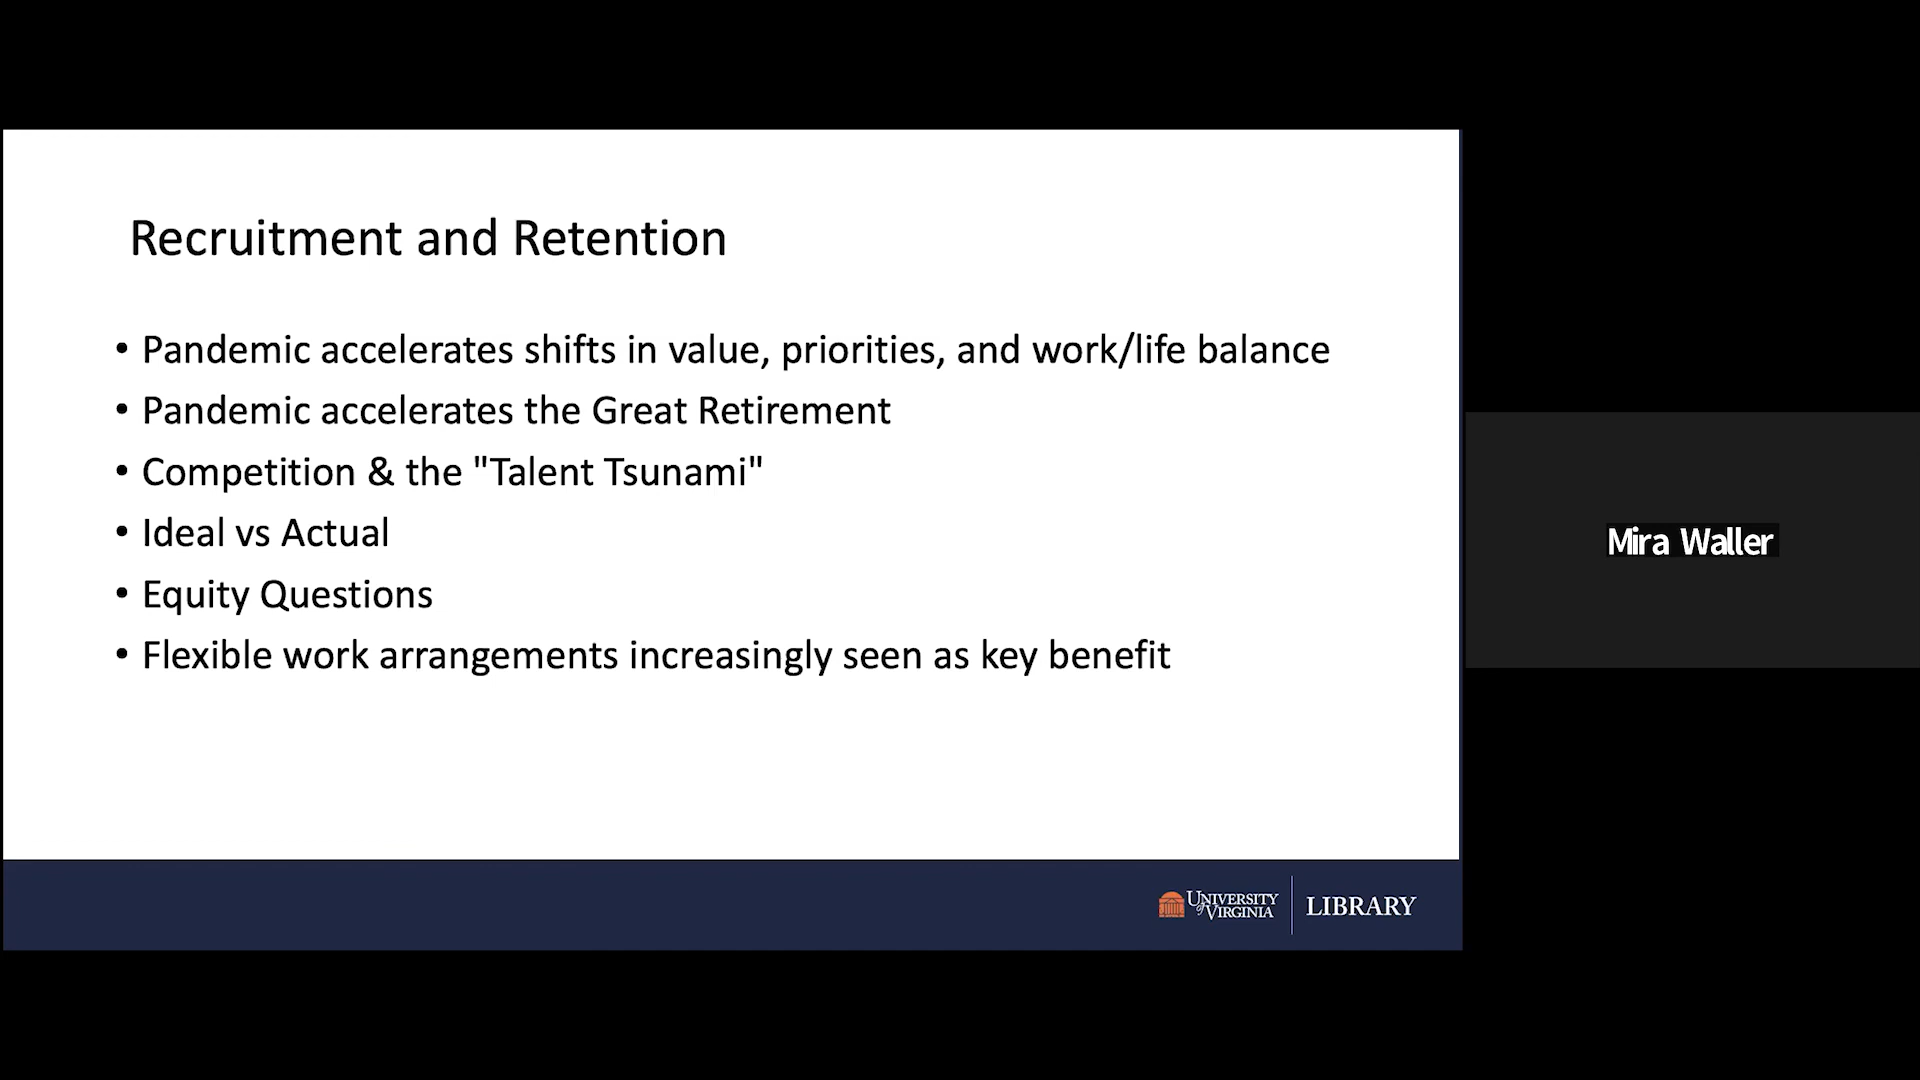 Recruitment and Retention
• Pandemic accelerates shifts in value, priorities, and work/life balance
• Pandemic accelerates the Great Retirement
• Competition & the "Talent Tsunami"
• Ideal vs Actual
• Equity Questions
• Flexible work arrangements increasingly seen as key benefit
Mira Waller
UNIVERSITY
of VIRGINIA
LIBRARY